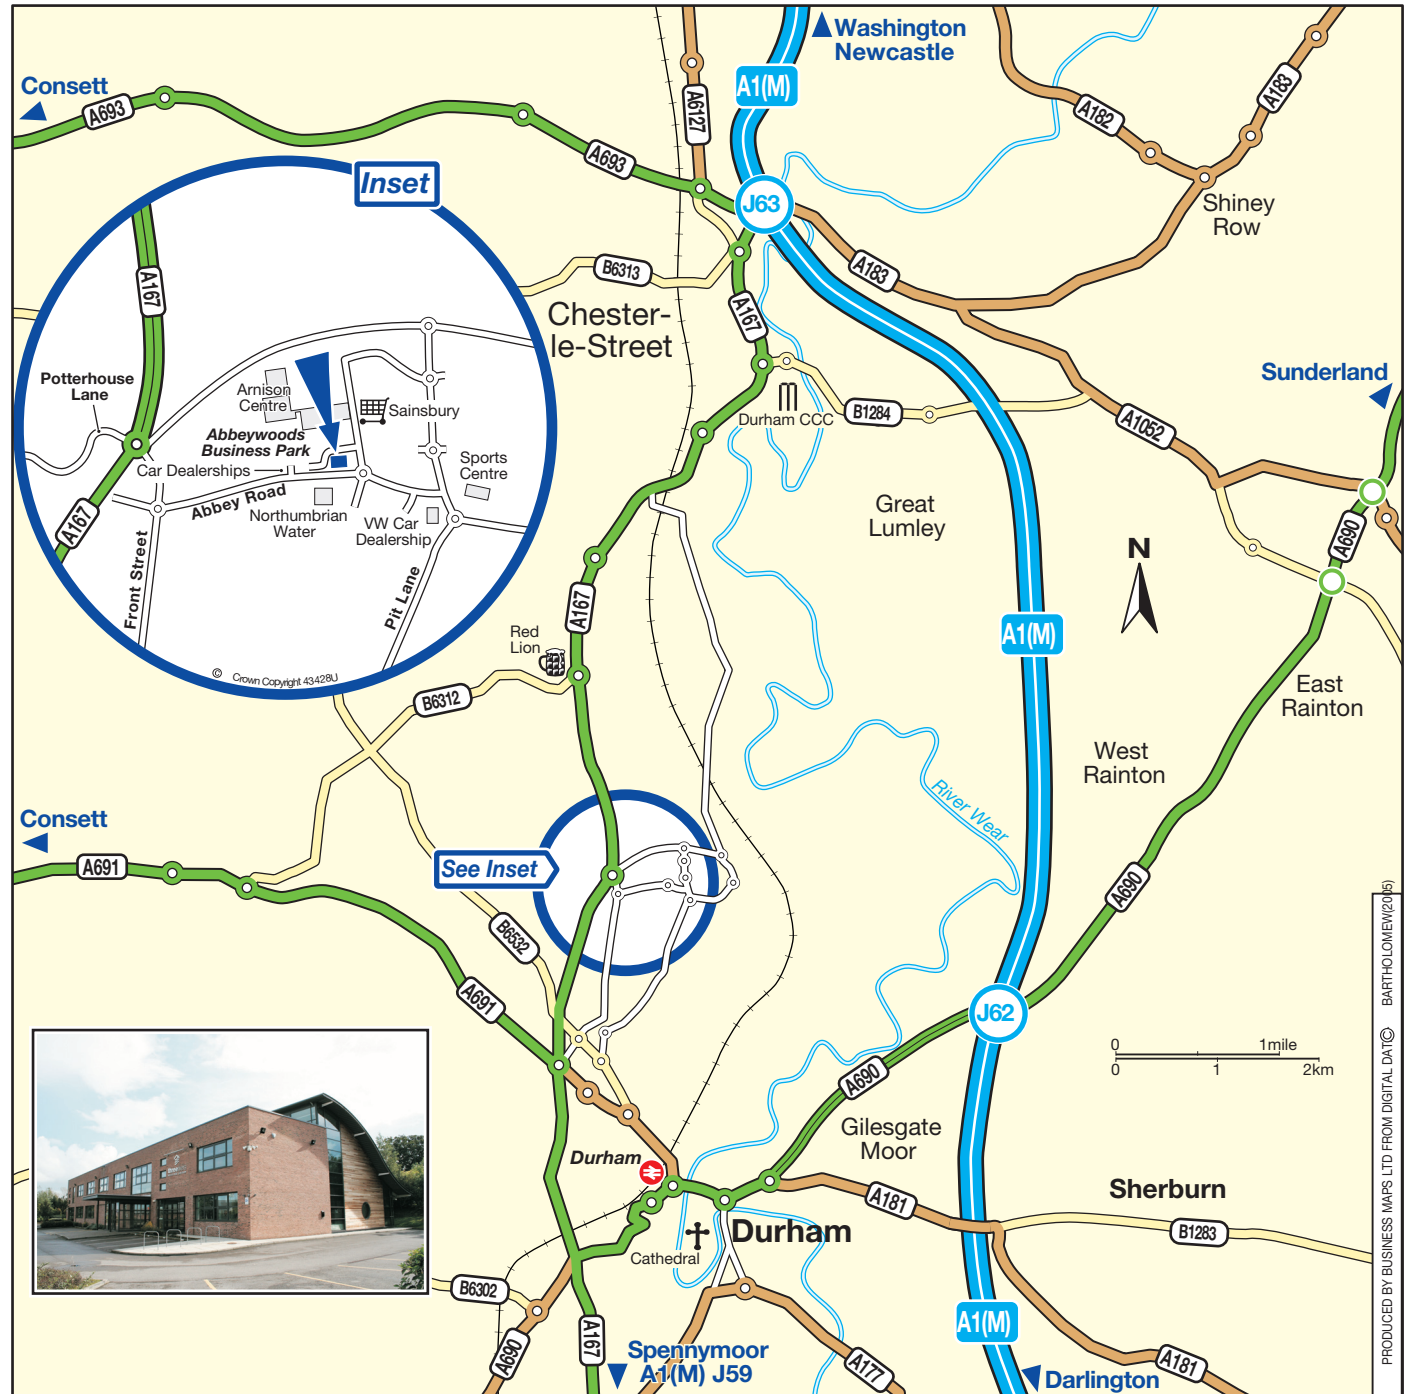 Washington
Newcastle
Consett
A693
A693
A6127
A1(M)
A182
A183
Inset
J63
Shiney
Row
A183
B6313
A167
A167
Chester-
le-Street
Potterhouse
Lane
Arnison
Centre
Sainsbury
Abbeywoods
Business Park
Car Dealerships
Sports
Centre
Abbey Road
Northumbrian
Water
VW Car
Dealership
A167
Front Street
Pit Lane
© Crown Copyright 43428U
Durham CCC
B1284
Sunderland
A1052
Great
Lumley
A690
N
A167
Red
Lion
A1(M)
B6312
East
Rainton
West
Rainton
River Wear
Consett
A691
See Inset
A690
B6532
A691
J62
0 1mile
0 1 2km
A690
Gilesgate
Moor
Durham
A181
Sherburn
B1283
Durham
Cathedral
B6302
A690
A167
Spennymoor
A1(M) J59
A177
A1(M)
A181
Darlington
PRODUCED BY BUSINESS MAPS LTD FROM DIGITAL DATA © BARTHOLOMEW(2005)